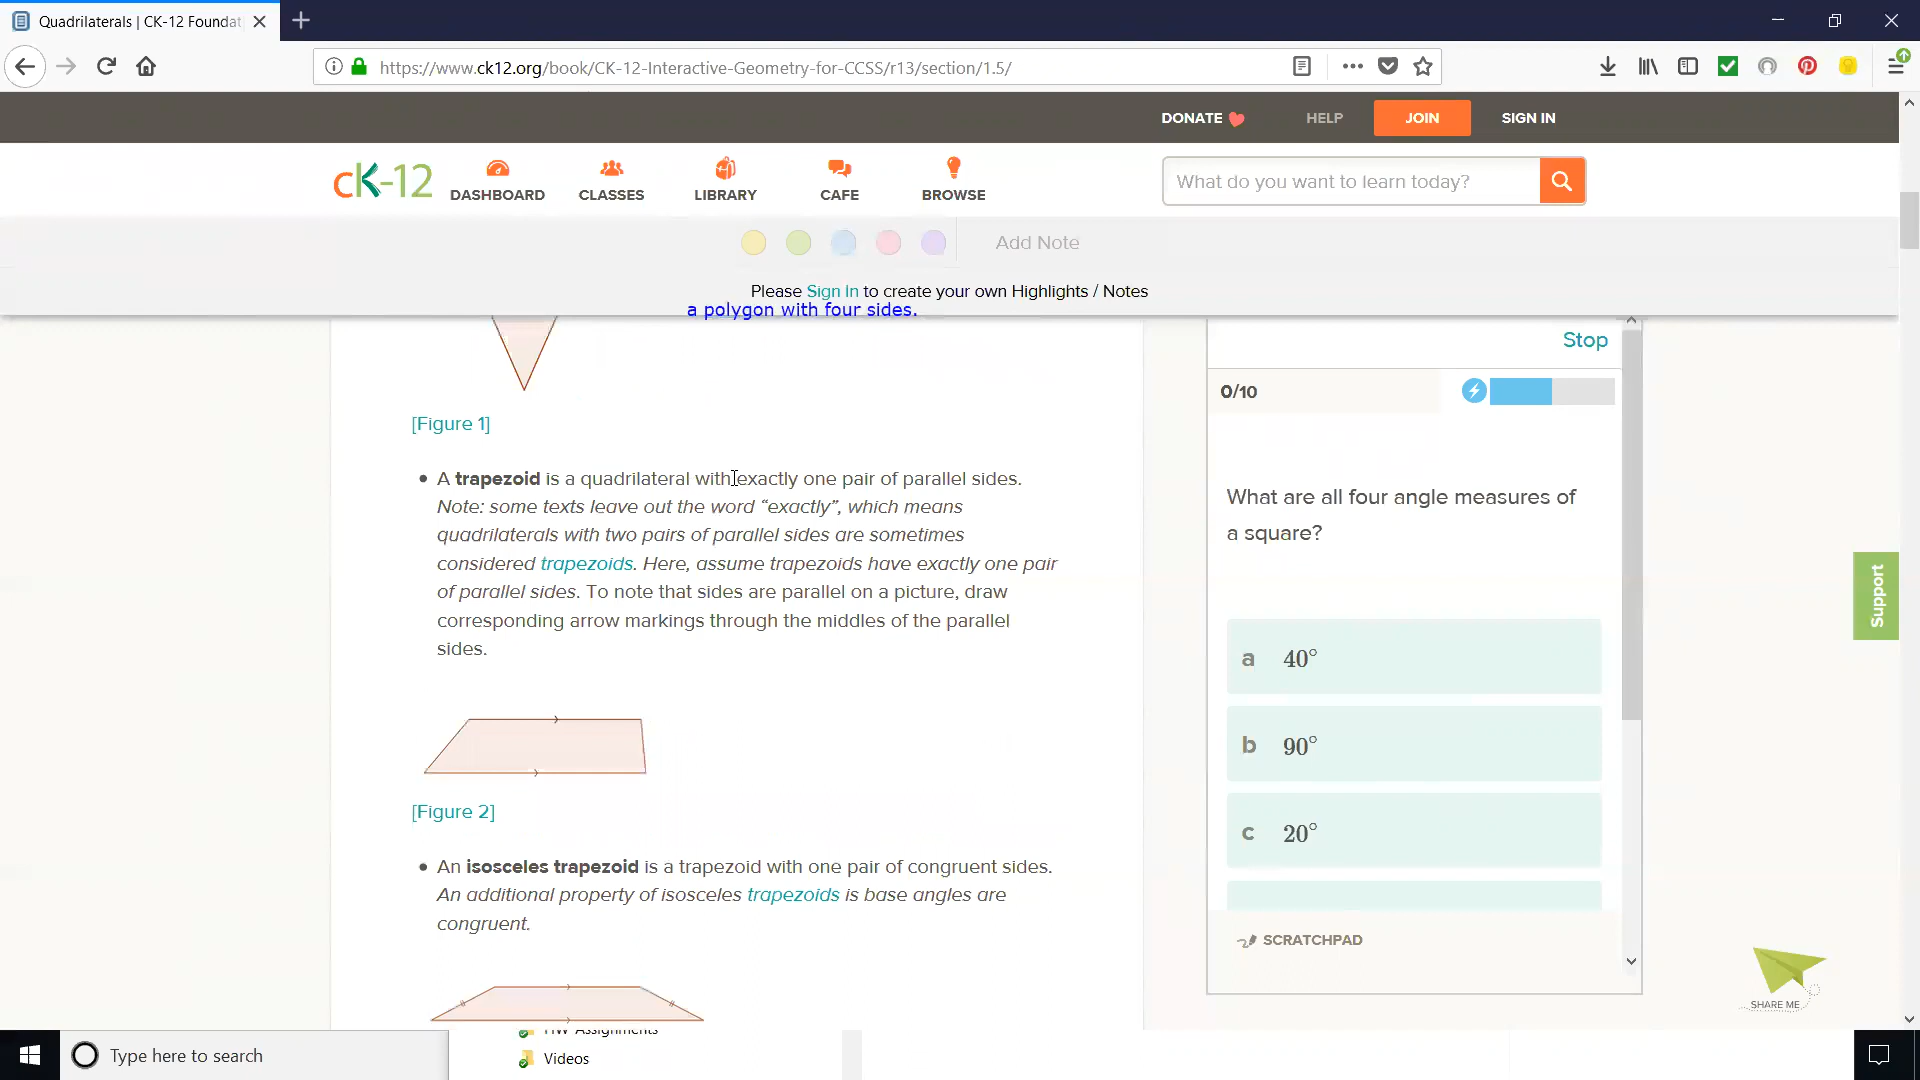 Quadrilaterals | CK-12 Foundat
https://www.ck12.org/book/CK-12-Interactive-Geometry-for-CCSS/r13/section/1.5/
DONATE HELP JOIN SIGN IN
cK-12 DASHBOARD CLASSES LIBRARY CAFE BROWSE What do you want to learn today?
Add Note
Please Sign In to create your own Highlights / Notes
a polygon with four sides.
[Figure 1]
• A trapezoid is a quadrilateral with exactly one pair of parallel sides.
Note: some texts leave out the word “exactly”, which means
quadrilaterals with two pairs of parallel sides are sometimes
considered trapezoids. Here, assume trapezoids have exactly one pair
of parallel sides. To note that sides are parallel on a picture, draw
corresponding arrow markings through the middles of the parallel
sides.
[Figure 2]
• An isosceles trapezoid is a trapezoid with one pair of congruent sides.
An additional property of isosceles trapezoids is base angles are
congruent.
Stop
0/10
What are all four angle measures of
a square?
a 40°
b 90°
c 20°
SCRATCHPAD
Support
SHARE ME
HW Assignments
Videos
Type here to search